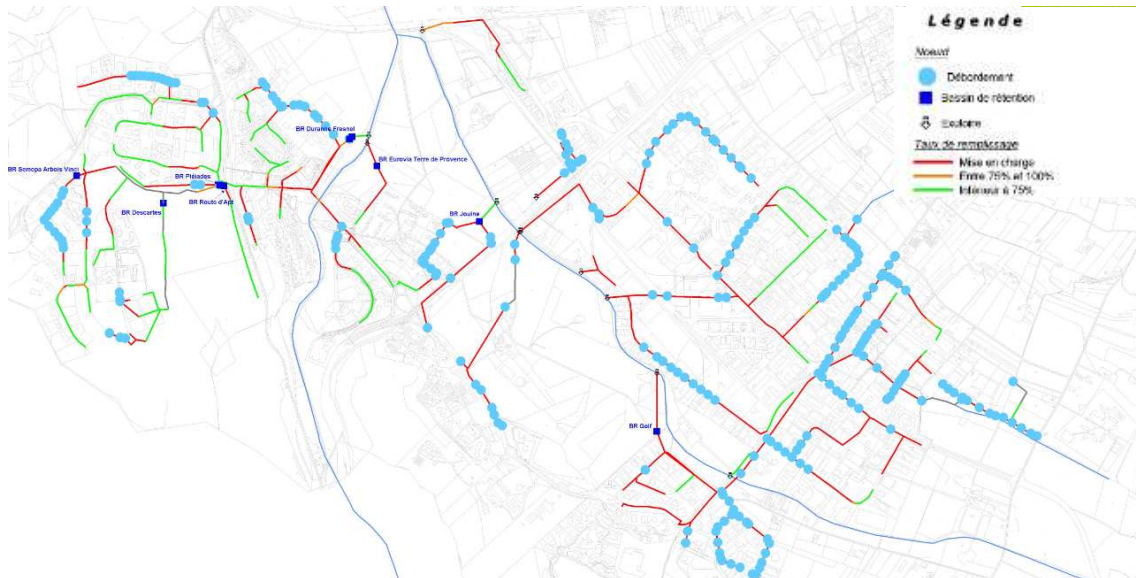 Légende
Noeud
Débordement
Bassin de rétention
Exutoire
Taux de remplissage
Mise en charge
Entre 75% et 100%
Inférieur à 75%
BR Durance Fresnel
BR Eurovia Terre de Provence
BR Semepa Arbois Vinci
BR Pléiades
BR Route d'Apt
BR Descartes
BR Jouine
BR Golf